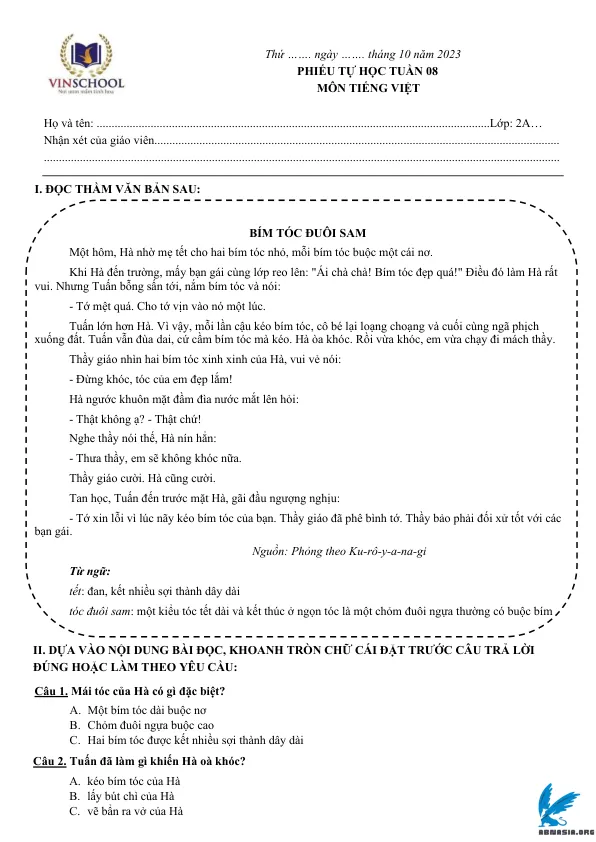 VINSCHOOL
Nơi ươm mầm tinh hoa
Thứ ……. ngày ……. tháng 10 năm 2023
PHIẾU TỰ HỌC TUẦN 08
MÔN TIẾNG VIỆT
Họ và tên: ....................................................................................................................................Lớp: 2A…
Nhận xét của giáo viên.......................................................................................................................................
............................................................................................................................................................................
I. ĐỌC THẦM VĂN BẢN SAU:
BÍM TÓC ĐUÔI SAM
Một hôm, Hà nhờ mẹ tết cho hai bím tóc nhỏ, mỗi bím tóc buộc một cái nơ.
Khi Hà đến trường, mấy bạn gái cùng lớp reo lên: "Ái chà chà! Bím tóc đẹp quá!" Điều đó làm Hà rất
vui. Nhưng Tuấn bỗng sấn tới, nắm bím tóc và nói:
- Tớ mệt quá. Cho tớ vịn vào nó một lúc.
Tuấn lớn hơn Hà. Vì vậy, mỗi lần cậu kéo bím tóc, cô bé lại loạng choạng và cuối cùng ngã phịch
xuống đất. Tuấn vẫn đùa dai, cứ cầm bím tóc mà kéo. Hà òa khóc. Rồi vừa khóc, em vừa chạy đi mách thầy.
Thầy giáo nhìn hai bím tóc xinh xinh của Hà, vui vẻ nói:
- Đừng khóc, tóc của em đẹp lắm!
Hà ngước khuôn mặt đầm đìa nước mắt lên hỏi:
- Thật không ạ? - Thật chứ!
Nghe thầy nói thế, Hà nín hẳn:
- Thưa thầy, em sẽ không khóc nữa.
Thầy giáo cười. Hà cũng cười.
Tan học, Tuấn đến trước mặt Hà, gãi đầu ngượng nghịu:
- Tớ xin lỗi vì lúc nãy kéo bím tóc của bạn. Thầy giáo đã phê bình tớ. Thầy bảo phải đối xử tốt với các
bạn gái.
Nguồn: Phỏng theo Ku-rô-y-a-na-gi
Từ ngữ:
tết: đan, kết nhiều sợi thành dây dài
tóc đuôi sam: một kiểu tóc tết dài và kết thúc ở ngọn tóc là một chỏm đuôi ngựa thường có buộc bím
II. DỰA VÀO NỘI DUNG BÀI ĐỌC, KHOANH TRÒN CHỮ CÁI ĐẶT TRƯỚC CÂU TRẢ LỜI
ĐÚNG HOẶC LÀM THEO YÊU CẦU:
Câu 1. Mái tóc của Hà có gì đặc biệt?
A. Một bím tóc dài buộc nơ
B. Chỏm đuôi ngựa buộc cao
C. Hai bím tóc được kết nhiều sợi thành dây dài
Câu 2. Tuấn đã làm gì khiến Hà oà khóc?
A. kéo bím tóc của Hà
B. lấy bút chì của Hà
C. vẽ bẩn ra vở của Hà
ABNASIA.ORG